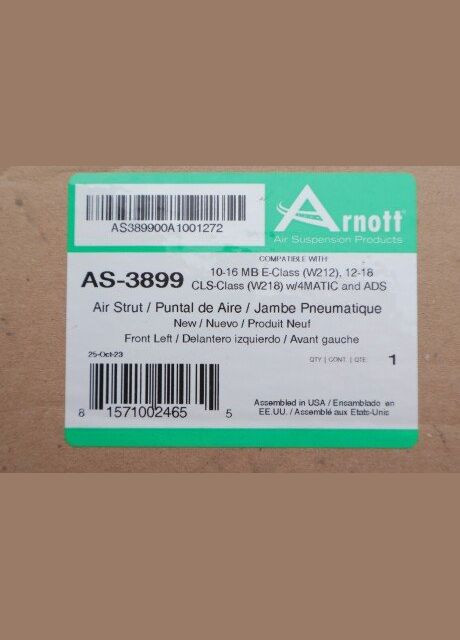 Arnott®
Air Suspension Products
AS389900A1001272
COMPATIBLE WITH
AS-3899
10-16 MB E-Class (W212), 12-18
CLS-Class (W218) w/4MATIC and ADS
Air Strut / Puntal de Aire / Jambe Pneumatique
New / Nuevo / Produit Neuf
Front Left / Delantero izquierdo / Avant gauche
25-Oct-23
QTY | CONT. | QTE 1
8 1571002465 5
Assembled in USA / Ensamblado en
EE.UU. / Assemblé aux Etats-Unis